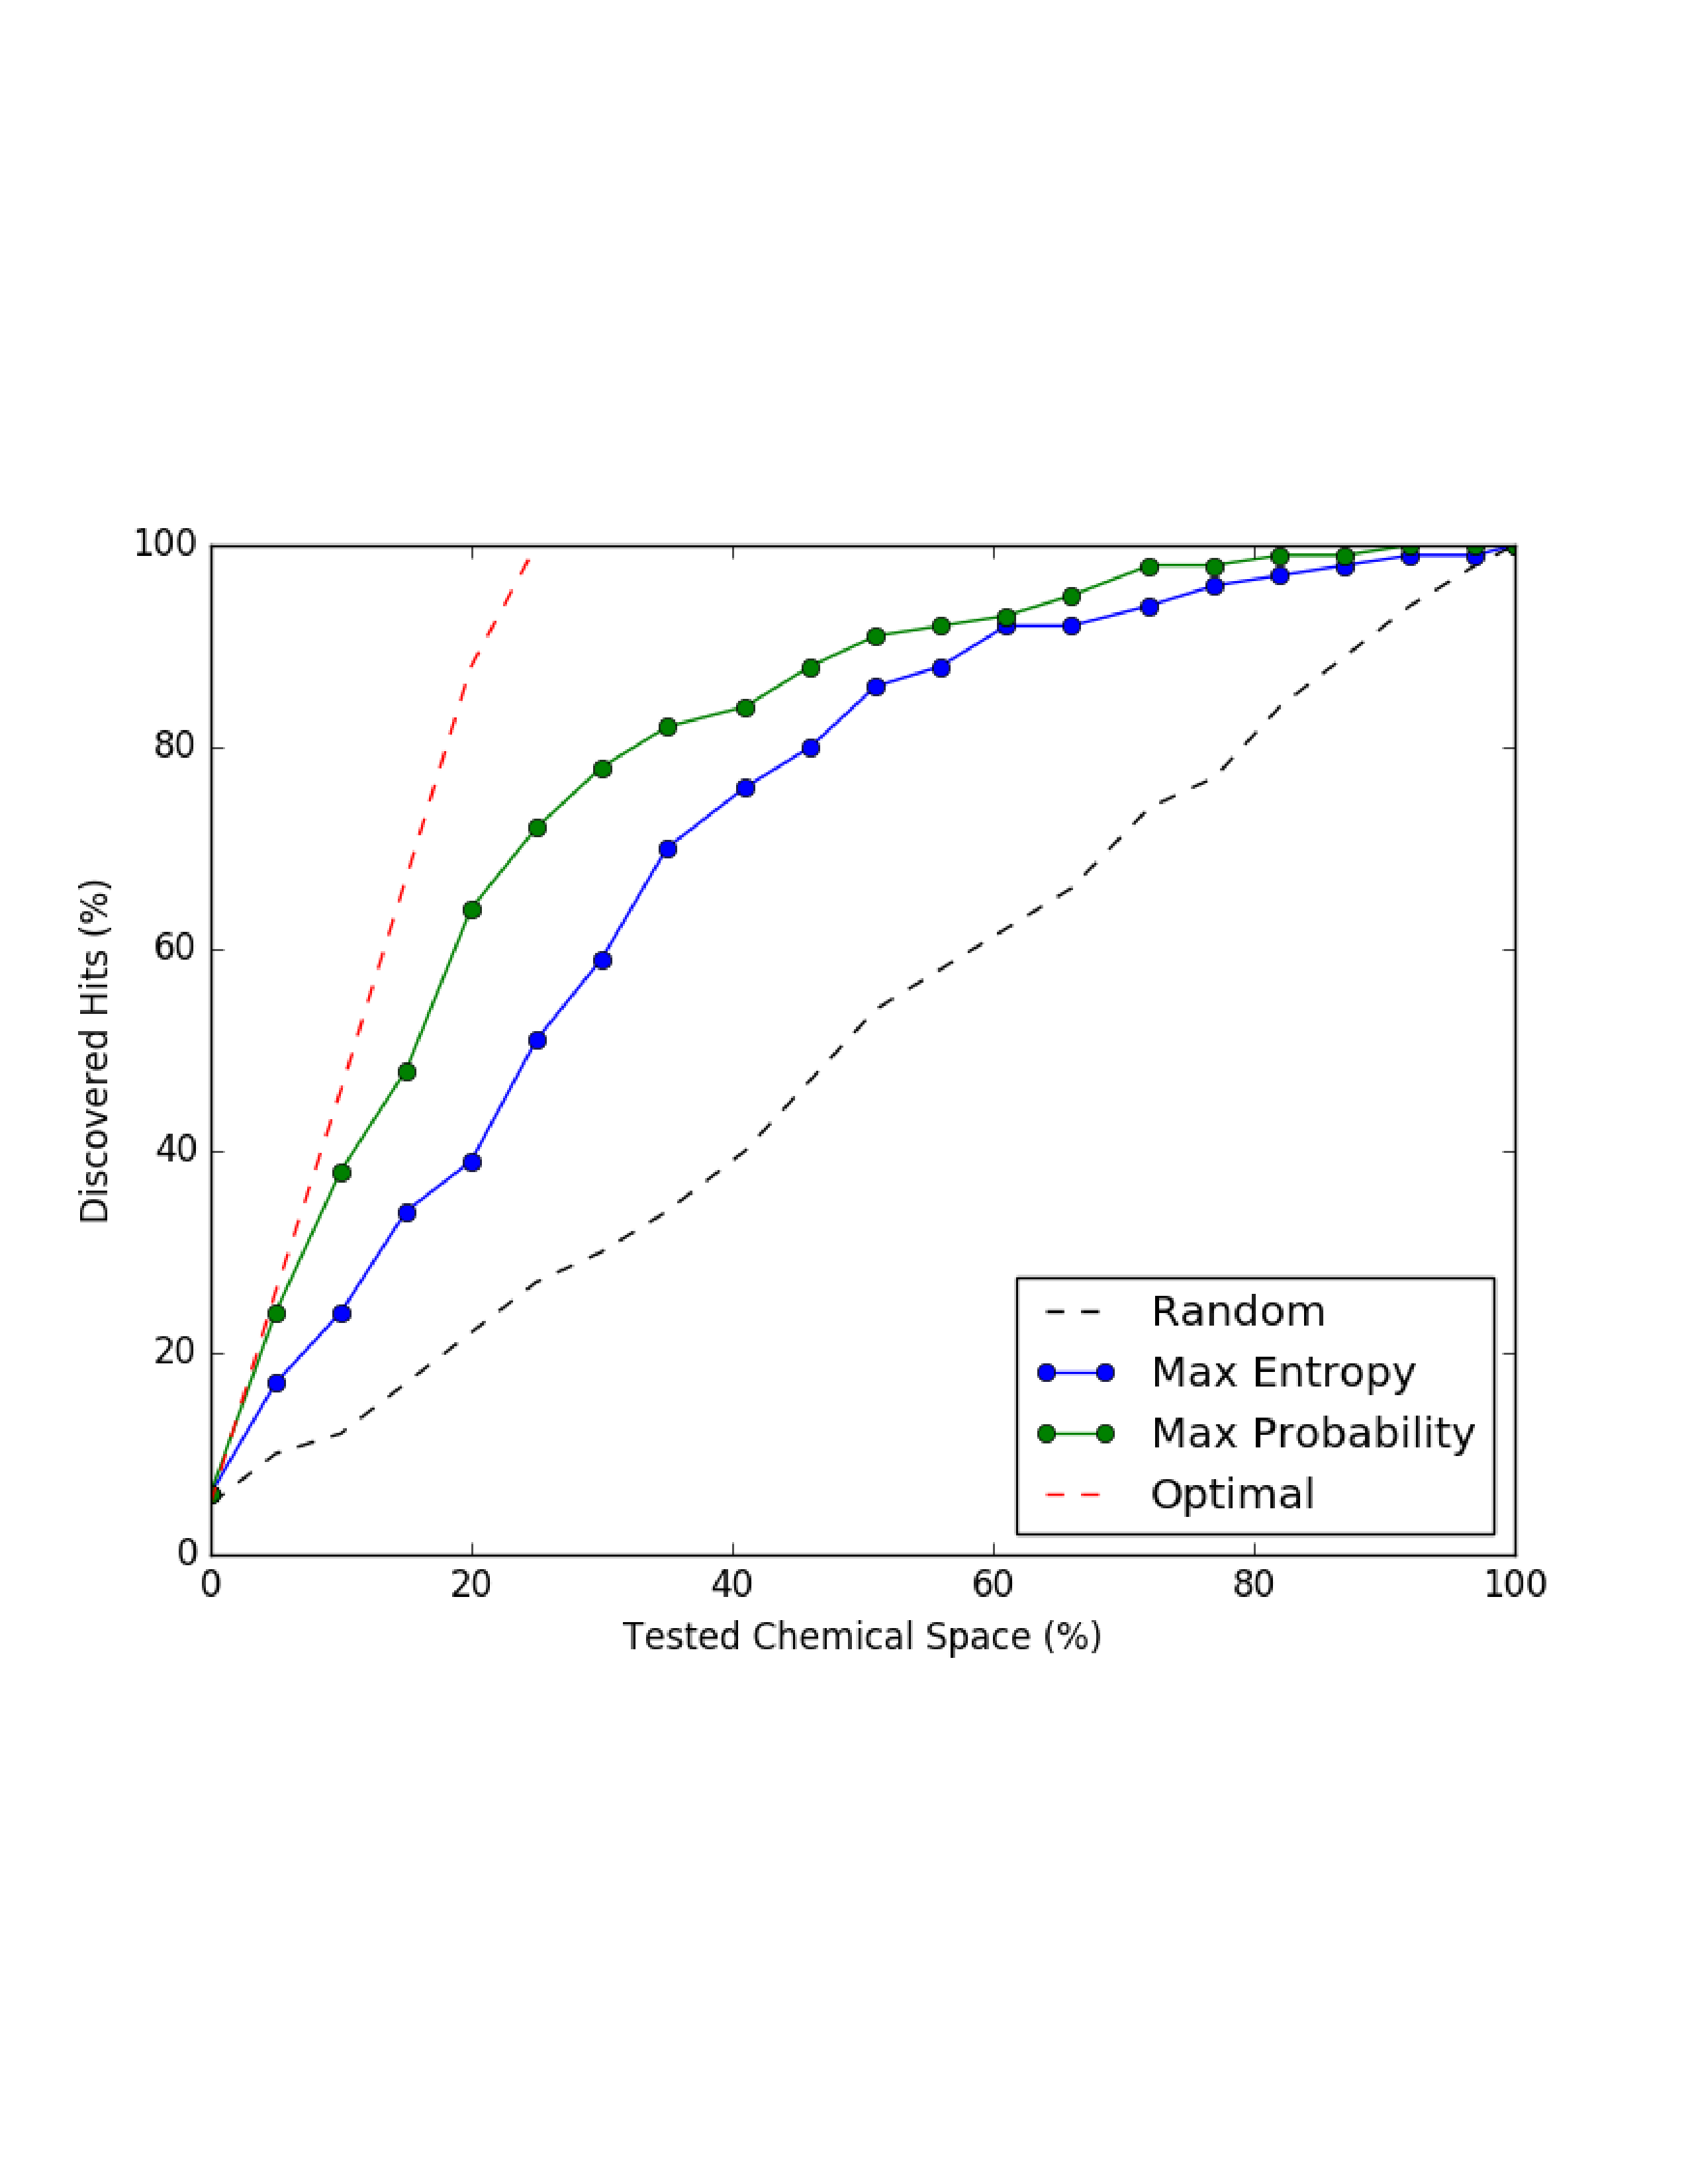 100
80
60
40
20
0
Discovered Hits (%)
0 20 40 60 80 100
Tested Chemical Space (%)
Random
Max Entropy
Max Probability
Optimal